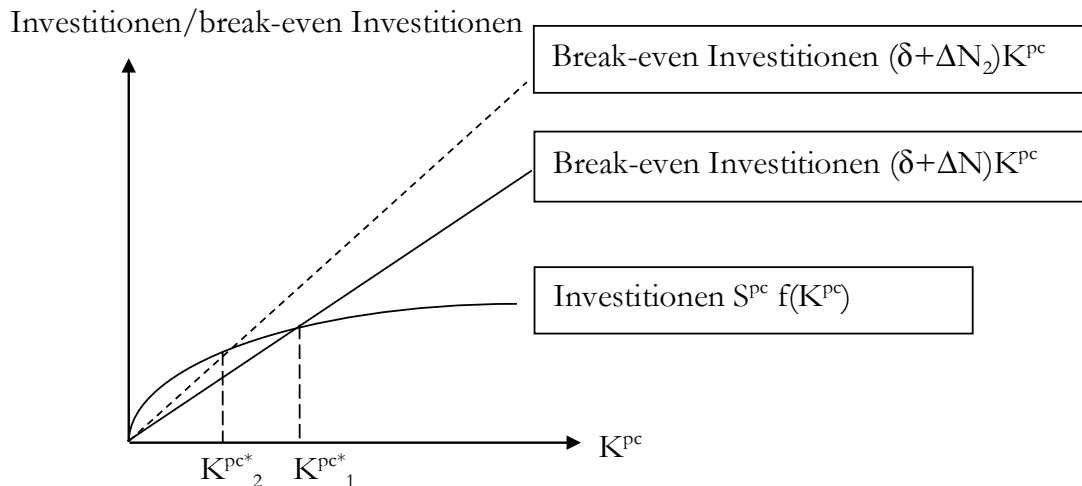 Investitionen/break-even Investitionen
Break-even Investitionen (δ+ΔN₂)Kᵖᶜ
Break-even Investitionen (δ+ΔN)Kᵖᶜ
Investitionen Sᵖᶜ f(Kᵖᶜ)
Kᵖᶜ
Kᵖᶜ*₂ Kᵖᶜ*₁